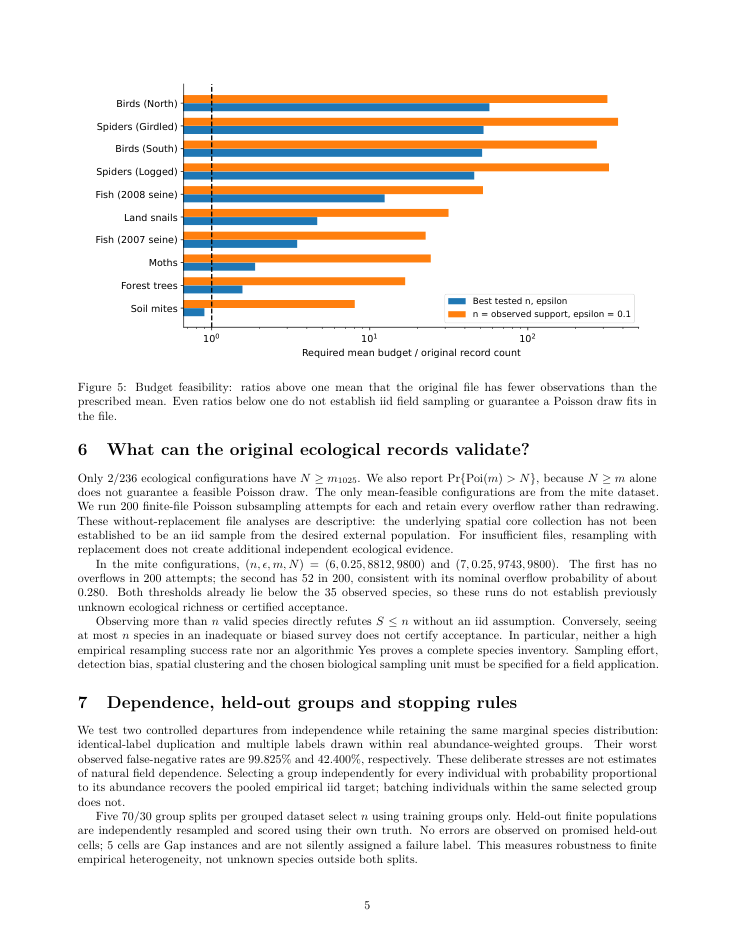 Birds (North)
Spiders (Girdled)
Birds (South)
Spiders (Logged)
Fish (2008 seine)
Land snails
Fish (2007 seine)
Moths
Forest trees
Soil mites
Best tested n, epsilon
n = observed support, epsilon = 0.1
10⁰ 10¹ 10²
Required mean budget / original record count
Figure 5: Budget feasibility: ratios above one mean that the original file has fewer observations than the
prescribed mean. Even ratios below one do not establish iid field sampling or guarantee a Poisson draw fits in
the file.
6 What can the original ecological records validate?
Only 2/236 ecological configurations have N ≥ m₁₀₂₅. We also report Pr{Poi(m) > N}, because N ≥ m alone
does not guarantee a feasible Poisson draw. The only mean-feasible configurations are from the mite dataset.
We run 200 finite-file Poisson subsampling attempts for each and retain every overflow rather than redrawing.
These without-replacement file analyses are descriptive: the underlying spatial core collection has not been
established to be an iid sample from the desired external population. For insufficient files, resampling with
replacement does not create additional independent ecological evidence.
In the mite configurations, (n, ϵ, m, N) = (6, 0.25, 8812, 9800) and (7, 0.25, 9743, 9800). The first has no
overflows in 200 attempts; the second has 52 in 200, consistent with its nominal overflow probability of about
0.280. Both thresholds already lie below the 35 observed species, so these runs do not establish previously
unknown ecological richness or certified acceptance.
Observing more than n valid species directly refutes S ≤ n without an iid assumption. Conversely, seeing
at most n species in an inadequate or biased survey does not certify acceptance. In particular, neither a high
empirical resampling success rate nor an algorithmic Yes proves a complete species inventory. Sampling effort,
detection bias, spatial clustering and the chosen biological sampling unit must be specified for a field application.
7 Dependence, held-out groups and stopping rules
We test two controlled departures from independence while retaining the same marginal species distribution:
identical-label duplication and multiple labels drawn within real abundance-weighted groups. Their worst
observed false-negative rates are 99.825% and 42.400%, respectively. These deliberate stresses are not estimates
of natural field dependence. Selecting a group independently for every individual with probability proportional
to its abundance recovers the pooled empirical iid target; batching individuals within the same selected group
does not.
Five 70/30 group splits per grouped dataset select n using training groups only. Held-out finite populations
are independently resampled and scored using their own truth. No errors are observed on promised held-out
cells; 5 cells are Gap instances and are not silently assigned a failure label. This measures robustness to finite
empirical heterogeneity, not unknown species outside both splits.
5